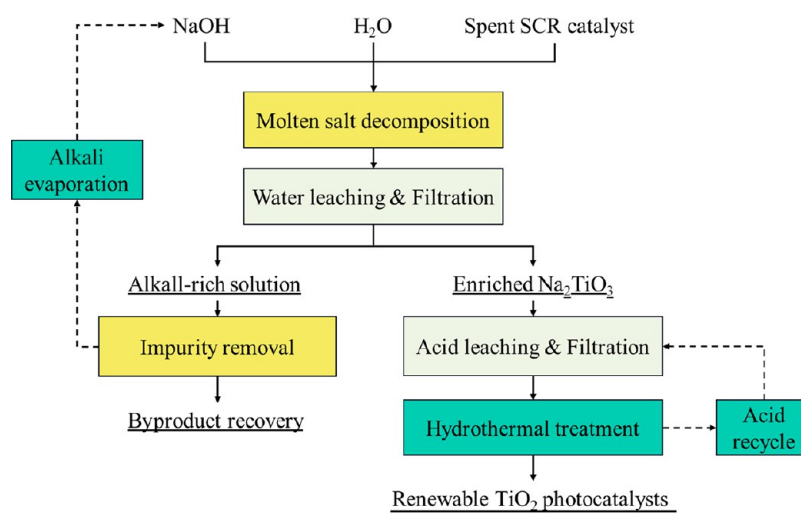 NaOH H₂O Spent SCR catalyst
Molten salt decomposition
Alkali
evaporation
Water leaching & Filtration
Alkall-rich solution Enriched Na₂TiO₃
Impurity removal Acid leaching & Filtration
Byproduct recovery Hydrothermal treatment
Acid
recycle
Renewable TiO₂ photocatalysts